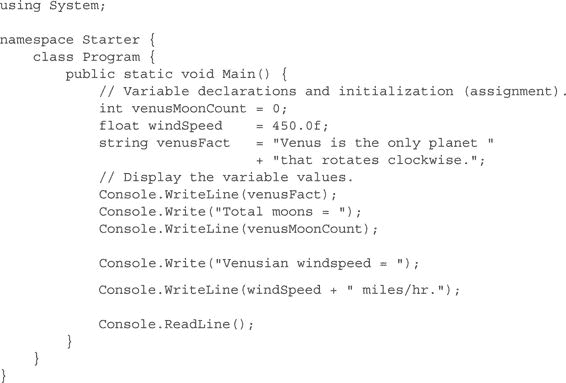 using System;

namespace Starter {
    class Program {
        public static void Main() {
            // Variable declarations and initialization (assignment).
            int venusMoonCount = 0;
            float windSpeed    = 450.0f;
            string venusFact   = "Venus is the only planet "
                               + "that rotates clockwise.";
            // Display the variable values.
            Console.WriteLine(venusFact);
            Console.Write("Total moons = ");
            Console.WriteLine(venusMoonCount);

            Console.Write("Venusian windspeed = ");

            Console.WriteLine(windSpeed + " miles/hr.");

            Console.ReadLine();
        }
    }
}